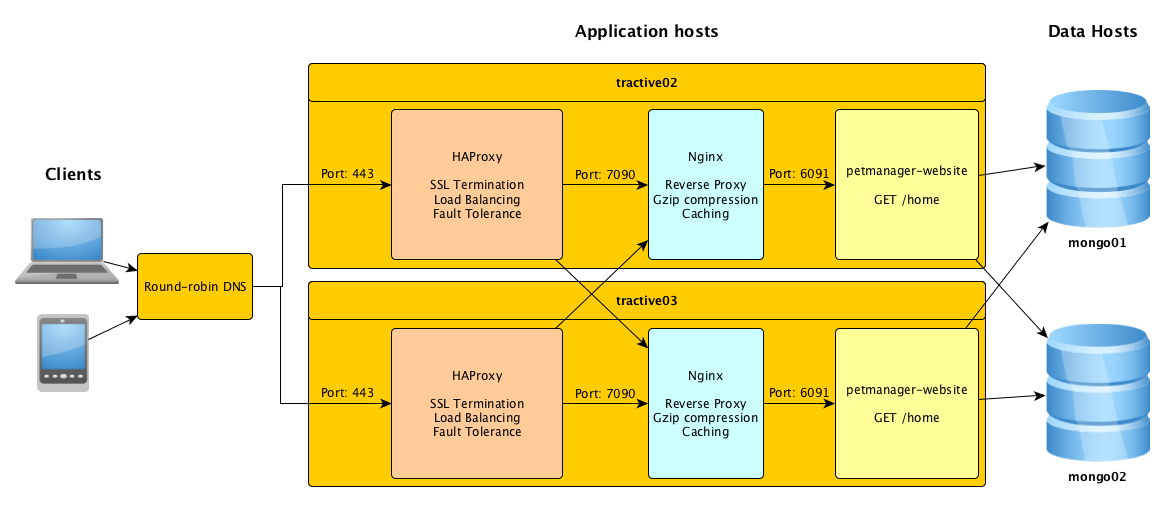 Application hosts
Data Hosts
Clients
Round-robin DNS
tractive02
Port: 443
HAProxy
SSL Termination
Load Balancing
Fault Tolerance
Port: 7090
Nginx
Reverse Proxy
Gzip compression
Caching
Port: 6091
petmanager-website
GET /home
mongo01
tractive03
Port: 443
HAProxy
SSL Termination
Load Balancing
Fault Tolerance
Port: 7090
Nginx
Reverse Proxy
Gzip compression
Caching
Port: 6091
petmanager-website
GET /home
mongo02